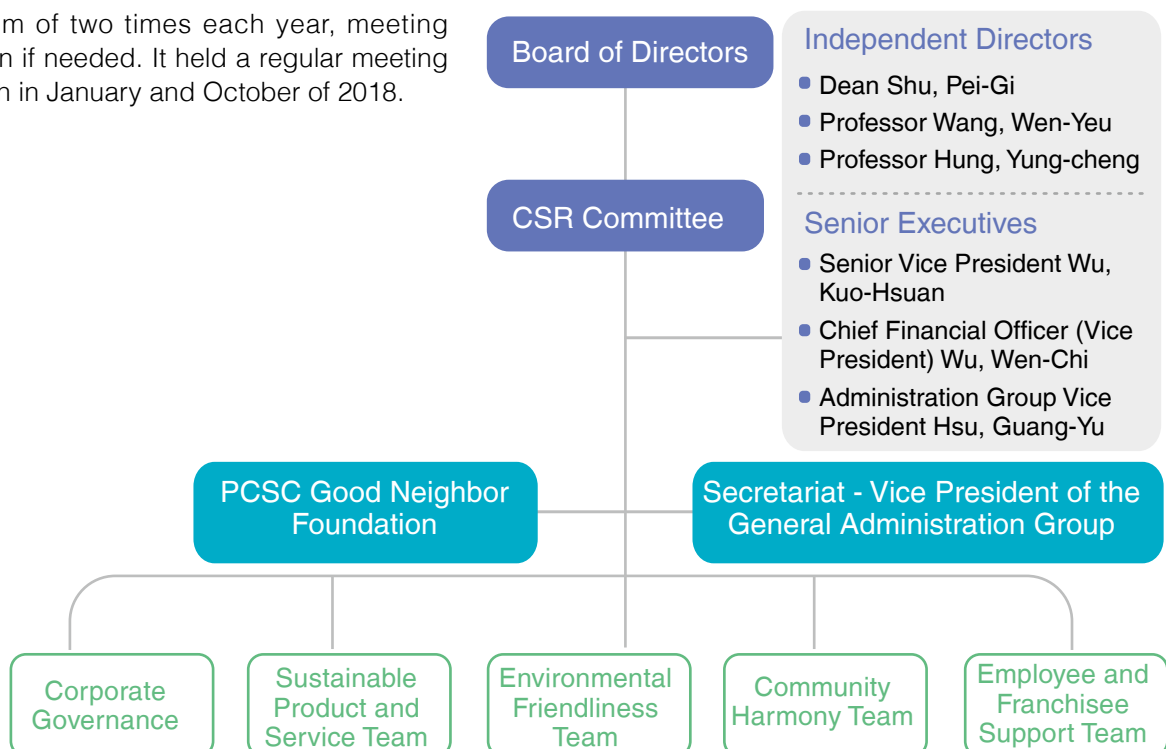 of two times each year, meeting
if needed. It held a regular meeting
in January and October of 2018.
Board of Directors
CSR Committee
Independent Directors
Dean Shu, Pei-Gi
Professor Wang, Wen-Yeu
Professor Hung, Yung-cheng
Senior Executives
Senior Vice President Wu,
Kuo-Hsuan
Chief Financial Officer (Vice
President) Wu, Wen-Chi
Administration Group Vice
President Hsu, Guang-Yu
PCSC Good Neighbor
Foundation
Secretariat - Vice President of the
General Administration Group
Corporate
Governance
Sustainable
Product and
Service Team
Environmental
Friendliness
Team
Community
Harmony Team
Employee and
Franchisee
Support Team